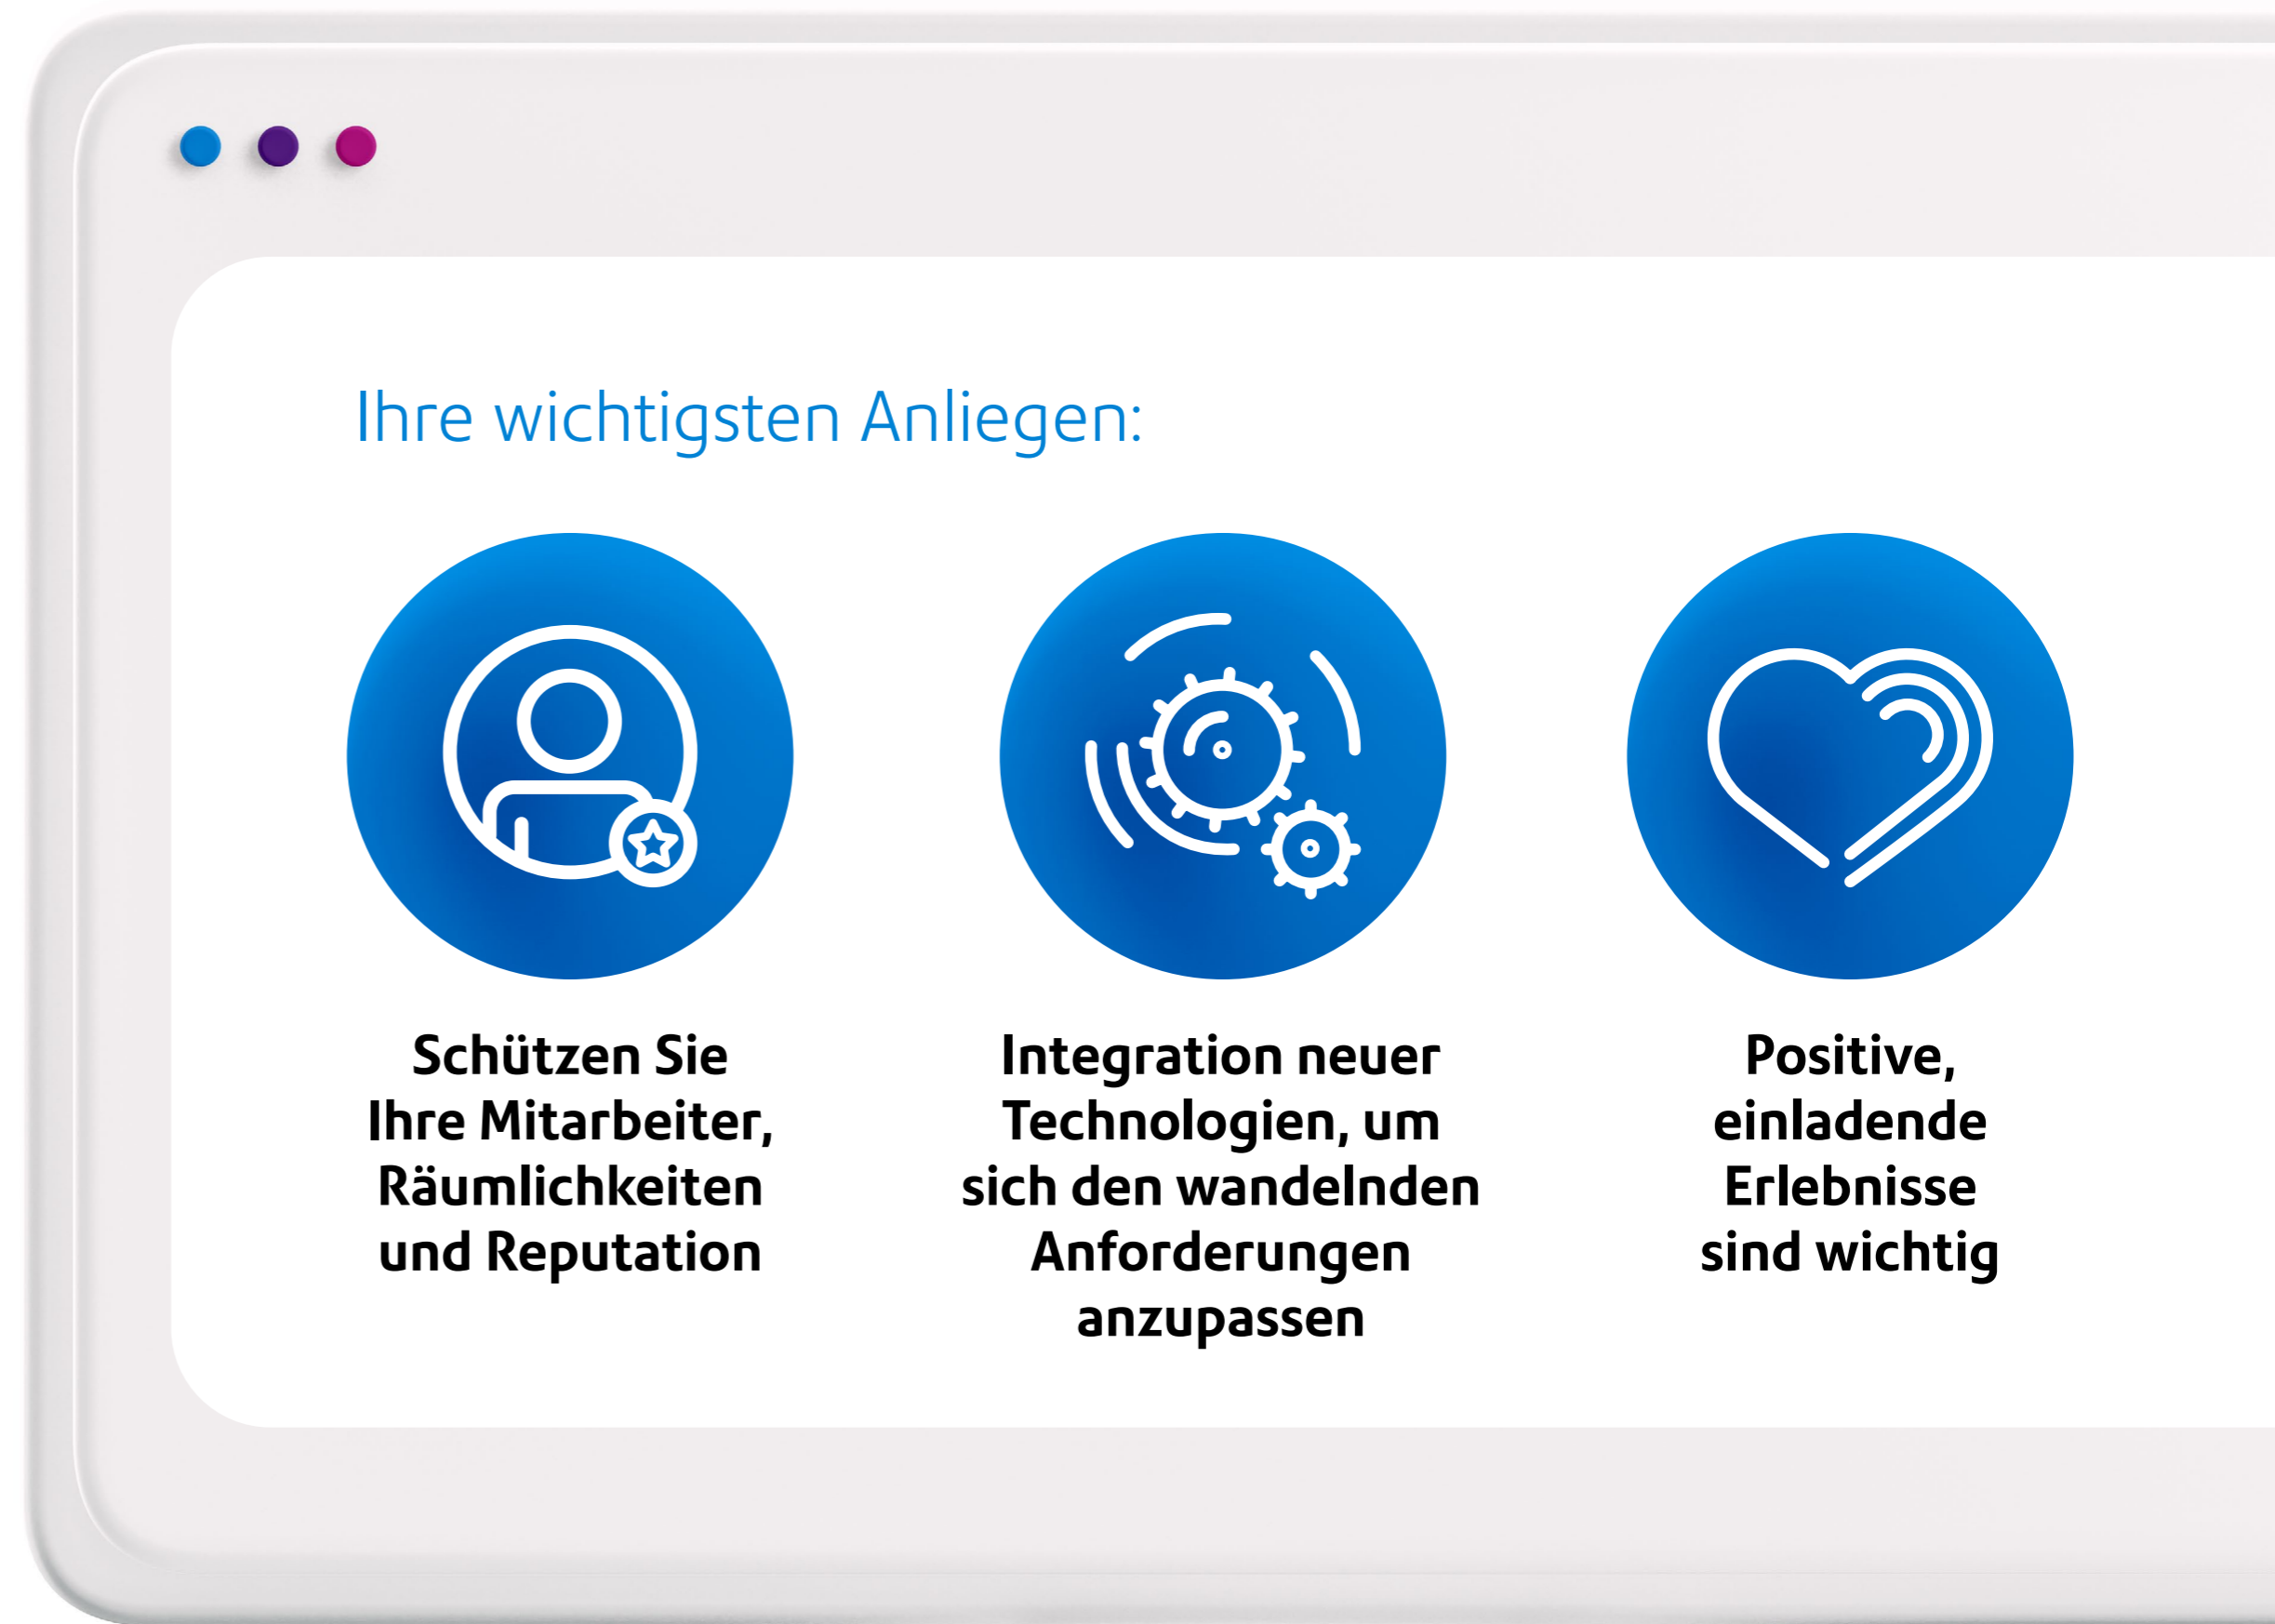 Ihre wichtigsten Anliegen:
Schützen Sie
Ihre Mitarbeiter,
Räumlichkeiten
und Reputation
Integration neuer
Technologien, um
sich den wandelnden
Anforderungen
anzupassen
Positive,
einladende
Erlebnisse
sind wichtig